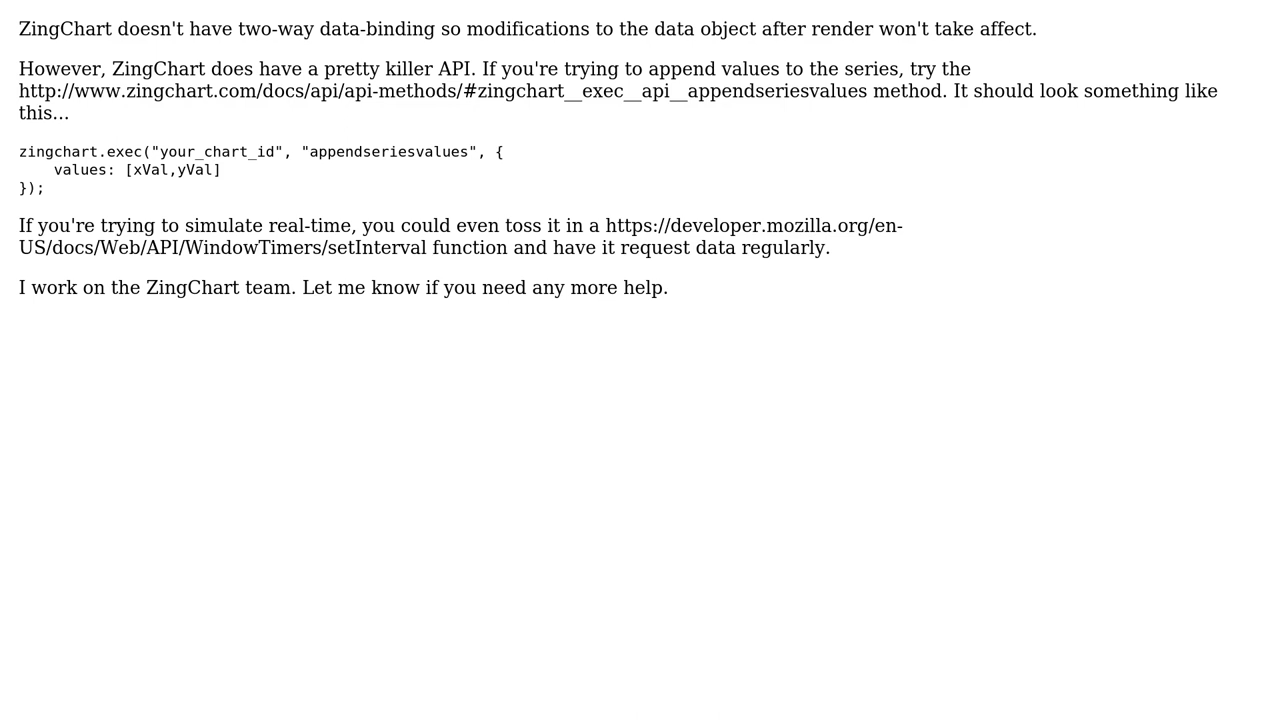 ZingChart doesn't have two-way data-binding so modifications to the data object after render won't take affect.
However, ZingChart does have a pretty killer API. If you're trying to append values to the series, try the
http://www.zingchart.com/docs/api/api-methods/#zingchart__exec__api__appendseriesvalues method. It should look something like
this...
zingchart.exec("your_chart_id", "appendseriesvalues", {
    values: [xVal,yVal]
});
If you're trying to simulate real-time, you could even toss it in a https://developer.mozilla.org/en-
US/docs/Web/API/WindowTimers/setInterval function and have it request data regularly.
I work on the ZingChart team. Let me know if you need any more help.